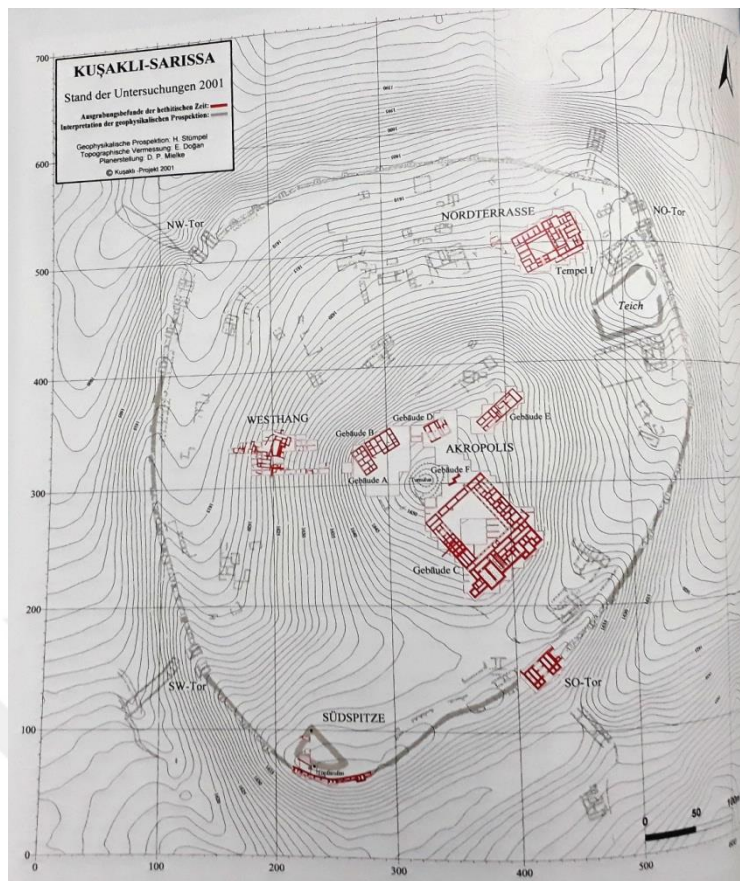 KUŞAKLI-SARISSA
Stand der Untersuchungen 2001
Ausgrabungsbefunde der hethitischen Zeit:
Interpretation der geophysikalischen Prospektion:
Geophysikalische Prospektion: H. Stümpel
Topographische Vermessung: E. Doğan
Planerstellung: D. P. Mielke
© Kuşaklı -Projekt 2001
700
600
500
400
300
200
100
0
NW-Tor
NORDTERRASSE
NO-Tor
Tempel I
Teich
WESTHANG
Gebäude B
Gebäude D
Gebäude E
AKROPOLIS
Gebäude A
Gebäude F
Gebäude C
SW-Tor
SO-Tor
SÜDSPITZE
0 50 100m
0 100 200 300 400 500 600